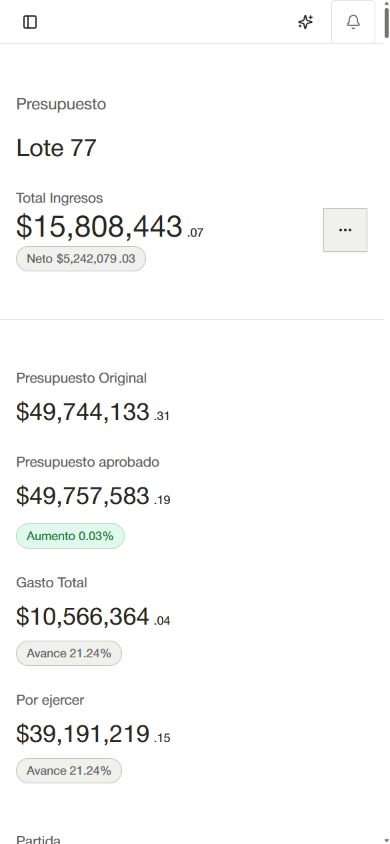 Presupuesto
Lote 77
Total Ingresos
$15,808,443 .07
Neto $5,242,079 .03
Presupuesto Original
$49,744,133 .31
Presupuesto aprobado
$49,757,583 .19
Aumento 0.03%
Gasto Total
$10,566,364 .04
Avance 21.24%
Por ejercer
$39,191,219 .15
Avance 21.24%
Partida